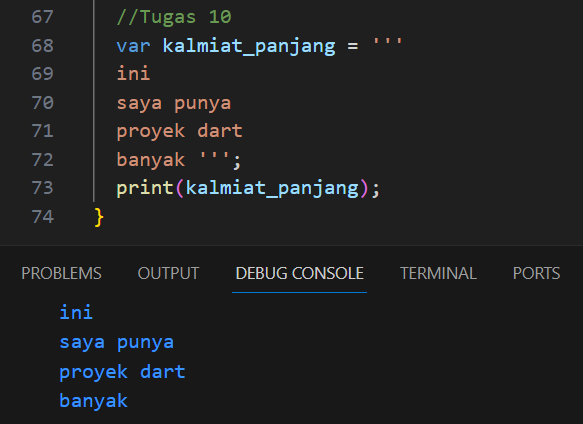 67 //Tugas 10
68 var kalmiat_panjang = '''
69 ini
70 saya punya
71 proyek dart
72 banyak ''';
73 print(kalmiat_panjang);
74 }
PROBLEMS OUTPUT DEBUG CONSOLE TERMINAL PORTS
ini
saya punya
proyek dart
banyak